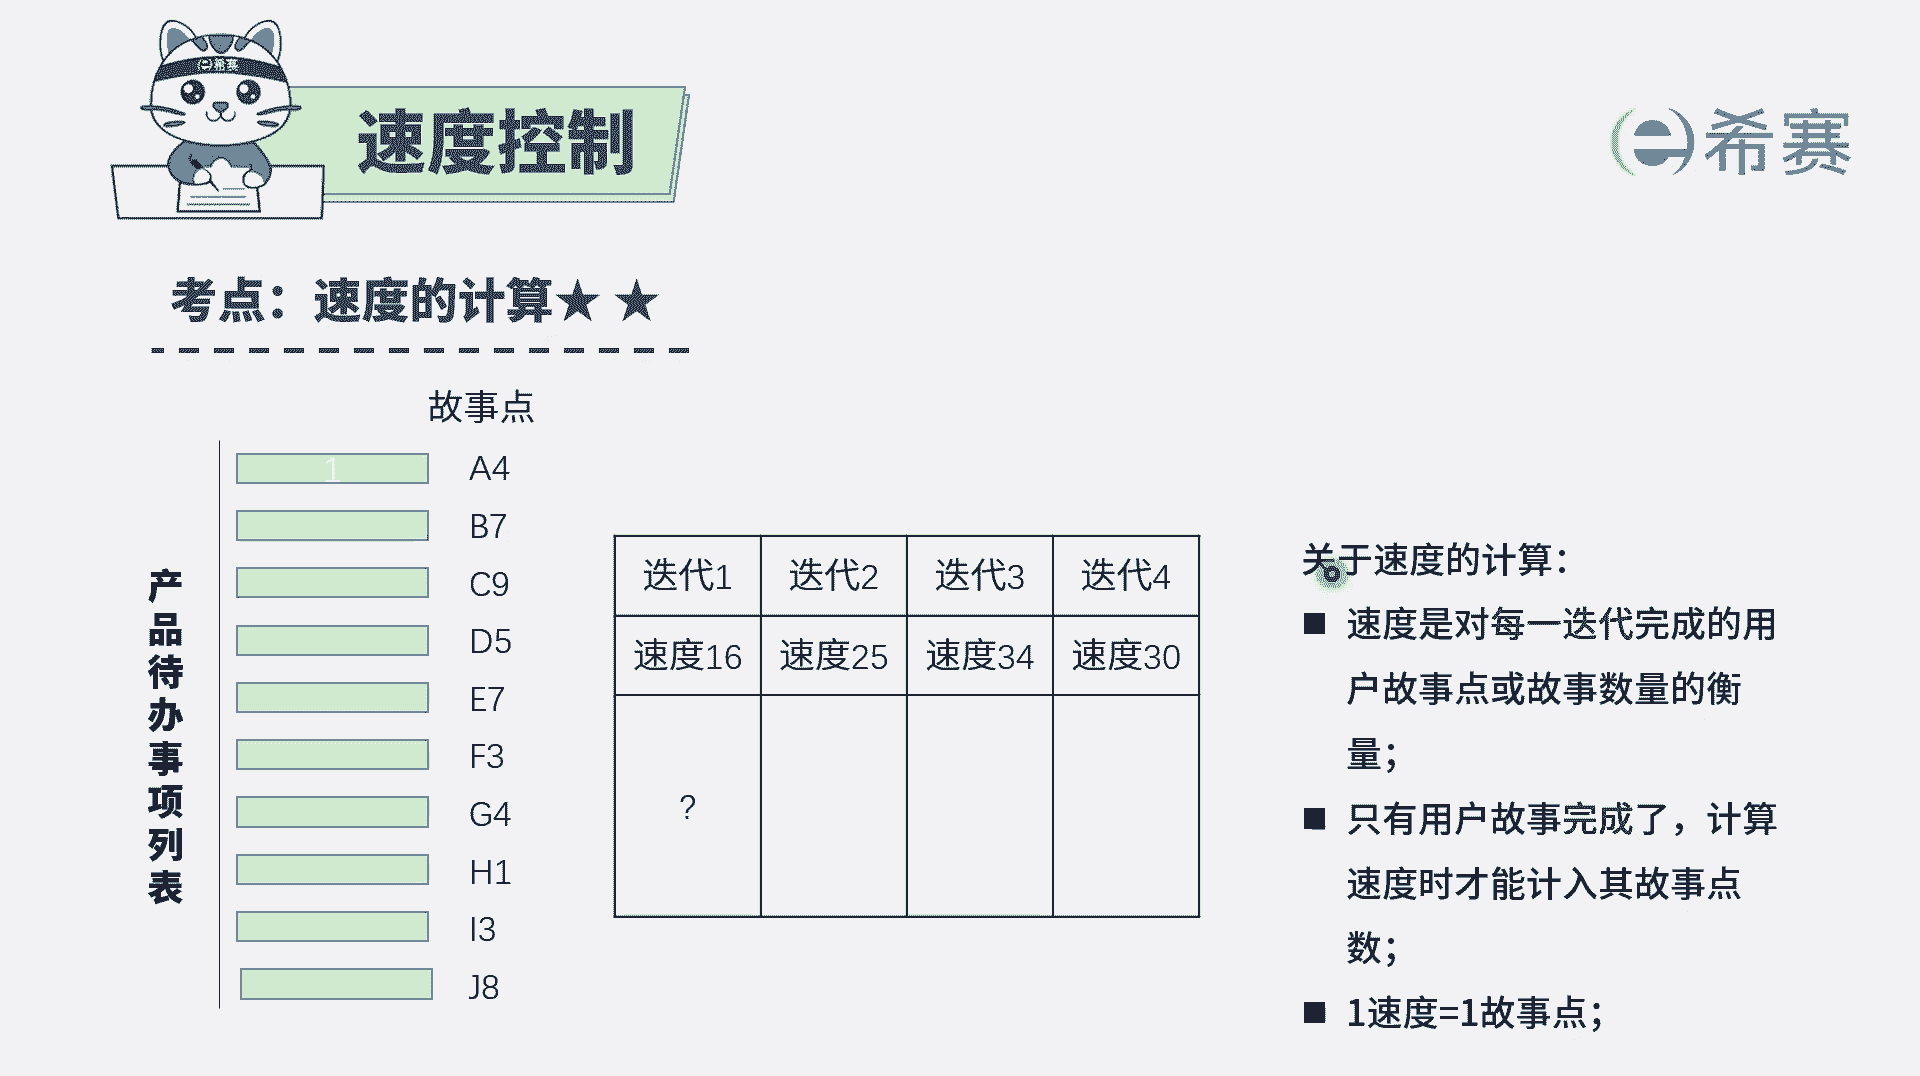 e希赛
速度控制
e希赛
考点：速度的计算★ ★
故事点
产品待办事项列表
1
A4
B7
C9
D5
E7
F3
G4
H1
I3
J8
迭代1 迭代2 迭代3 迭代4
速度16 速度25 速度34 速度30
?
关于速度的计算：
■ 速度是对每一迭代完成的用
户故事点或故事数量的衡
量；
■ 只有用户故事完成了，计算
速度时才能计入其故事点
数；
■ 1速度=1故事点；